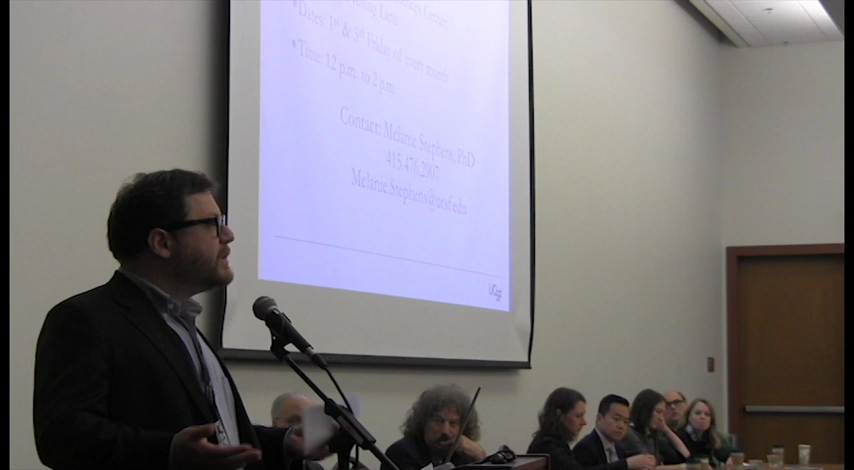 •Dates: 1st & 3rd Friday of every month
•Time: 12 p.m. to 2 p.m.
Contact: Melanie Stephens, PhD
415.476.2907
Melanie.Stephens@ucsf.edu
UCSF